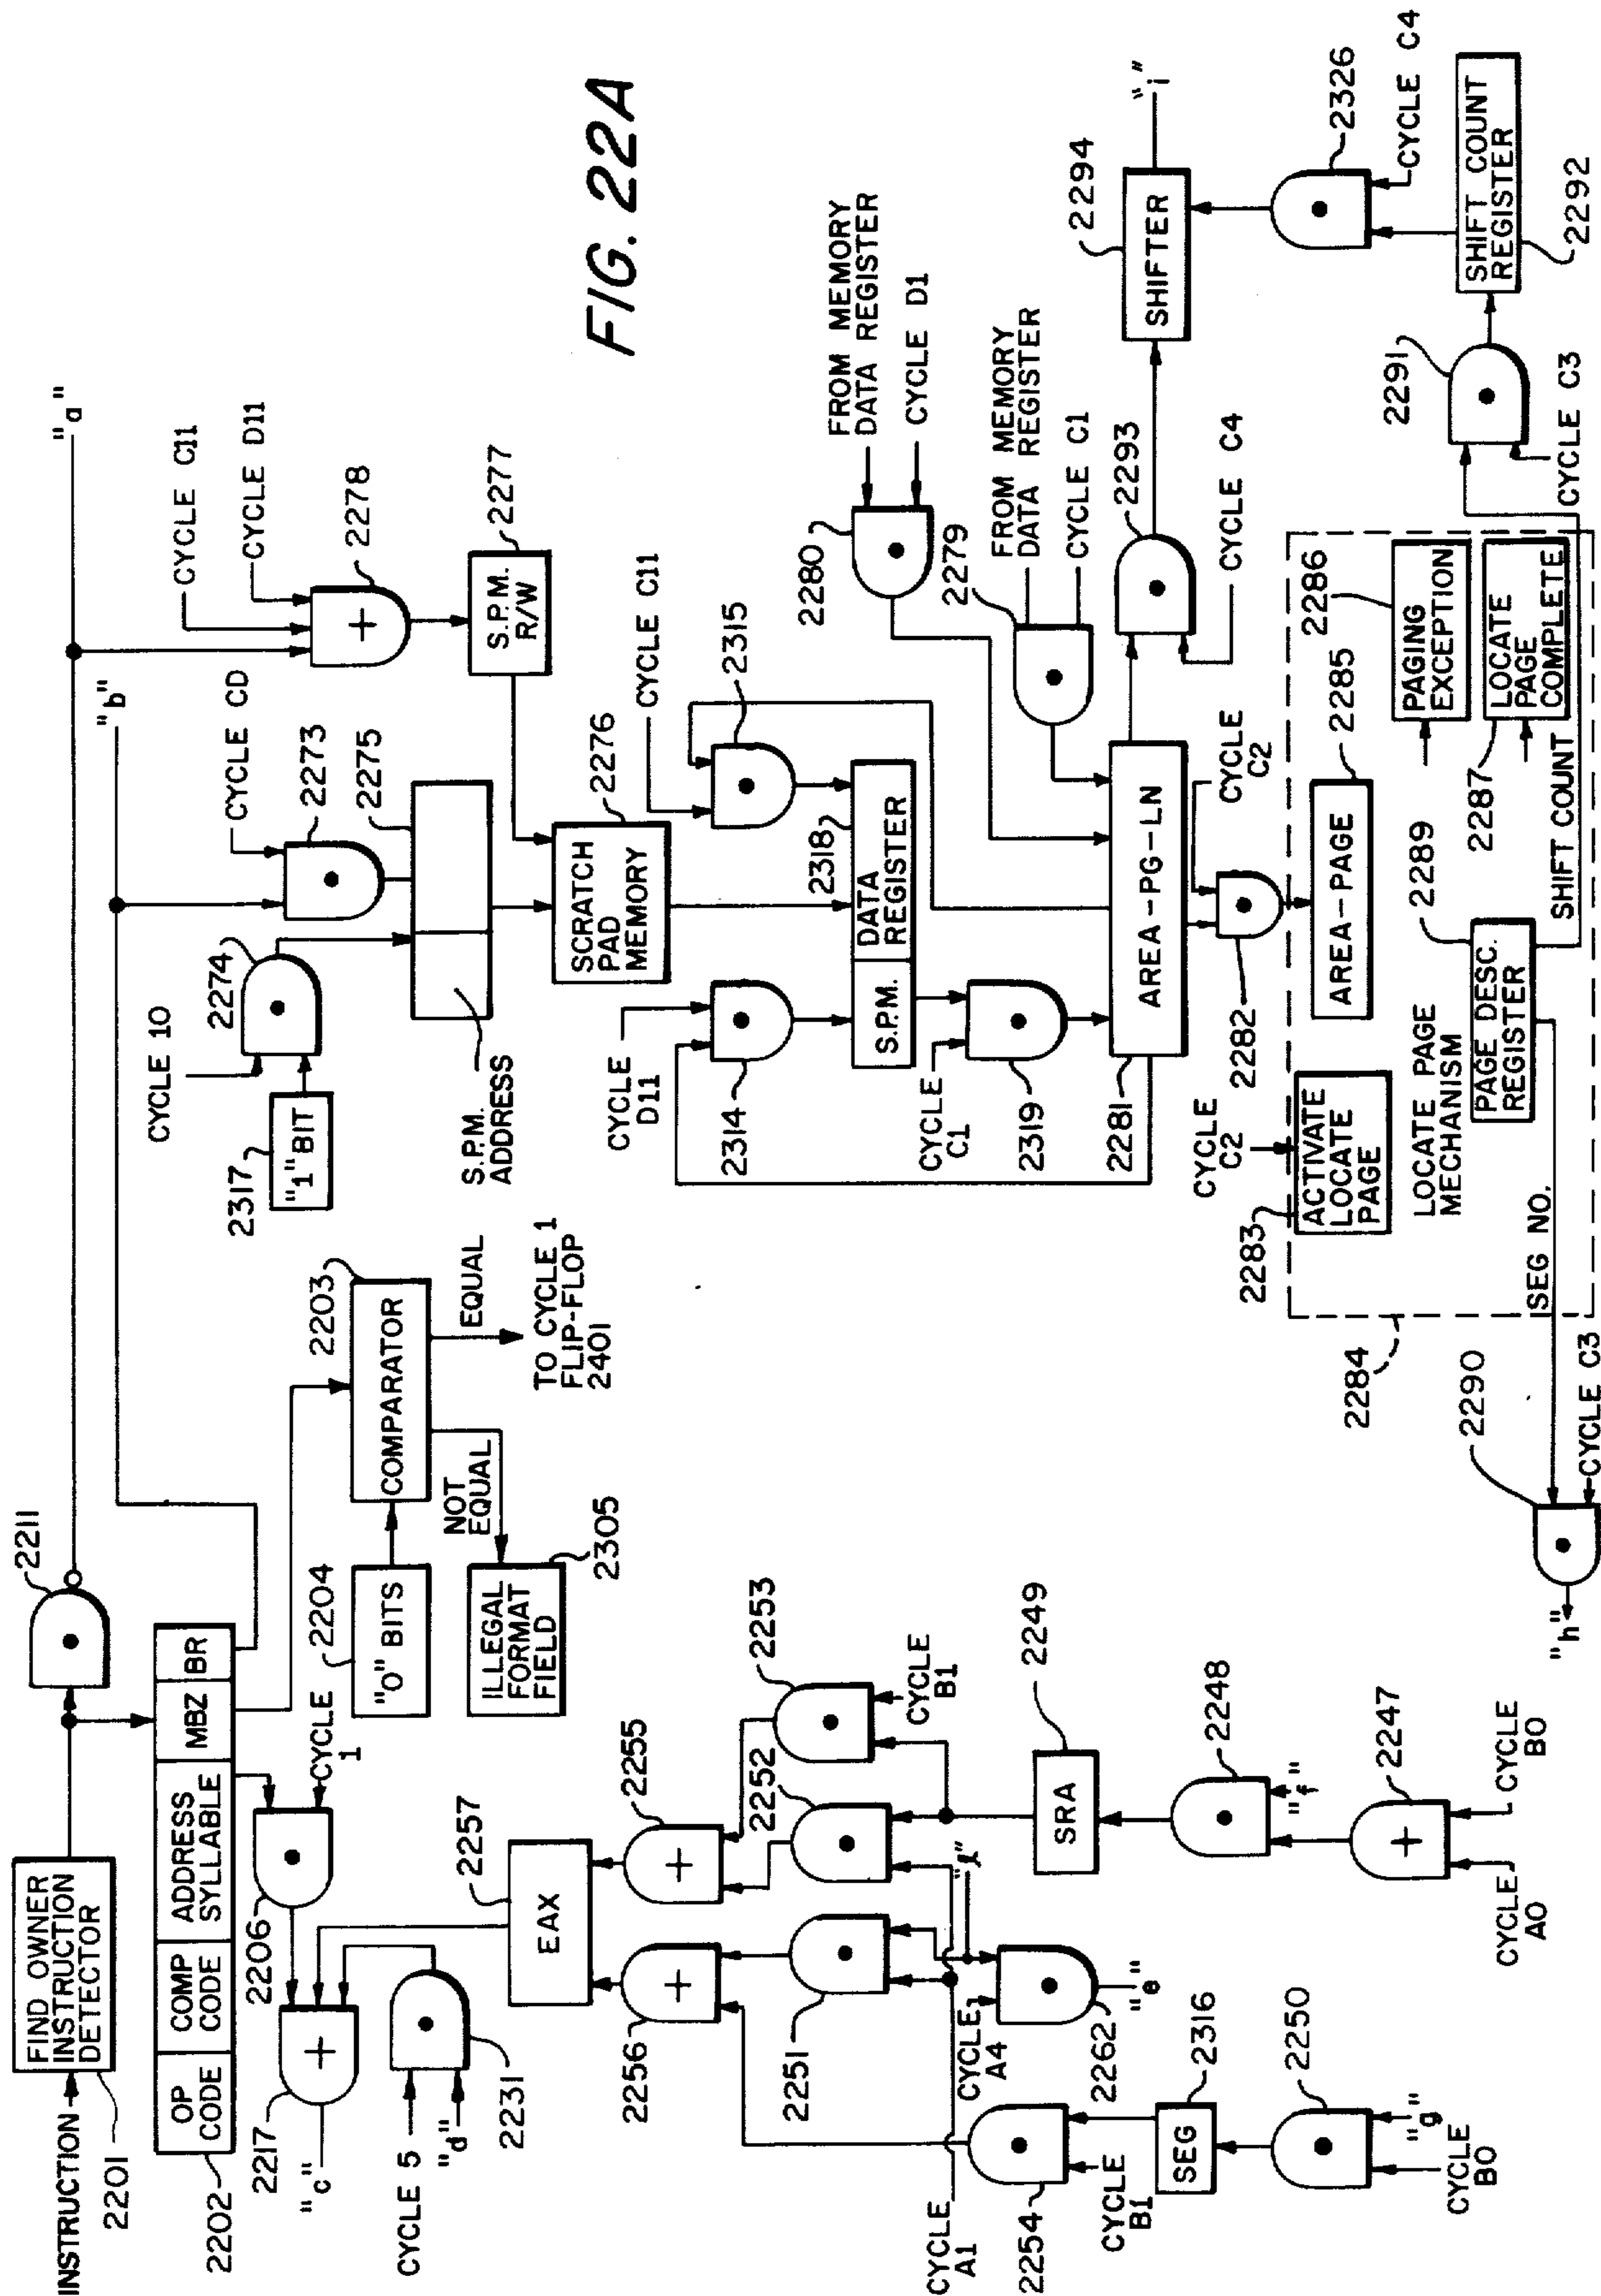 FIG. 22A
INSTRUCTION
FIND OWNER
INSTRUCTION
DETECTOR
2201
2211
"a"
"b"
OP
CODE
COMP
CODE
ADDRESS
SYLLABLE
MBZ
BR
2202
2206
CYCLE
1
2217
"c"
CYCLE 5
"d"
2231
"0" BITS
2204
COMPARATOR
2203
EQUAL
TO CYCLE 1
FLIP-FLOP
2401
NOT
EQUAL
ILLEGAL
FORMAT
FIELD
2305
EAX
2257
2255
2256
2253
CYCLE
B1
2252
2251
"ℓ"
CYCLE
A4
2262
"e"
CYCLE
A1
2254
CYCLE
B1
SEG
2316
2250
"g"
CYCLE
B0
SRA
2249
2248
"f"
2247
CYCLE
A0
CYCLE
B0
CYCLE 10
2274
"1" BIT
2317
CYCLE CD
2273
2275
S.P.M.
ADDRESS
CYCLE C11
CYCLE D11
2278
S.P.M.
R/W
2277
SCRATCH
PAD
MEMORY
2276
CYCLE C11
2315
CYCLE
D11
2314
S.P.M.
DATA
REGISTER
2318
CYCLE
C1
2319
AREA-PG-LN
2281
FROM MEMORY
DATA REGISTER
CYCLE D1
2280
FROM MEMORY
DATA REGISTER
CYCLE C1
2279
2293
CYCLE C4
SHIFTER
2294
"i"
2326
CYCLE C4
SHIFT COUNT
REGISTER
2292
2291
CYCLE C3
CYCLE
C2
2282
AREA-PAGE
2285
CYCLE
C2
ACTIVATE
LOCATE
PAGE
2283
LOCATE PAGE
MECHANISM
PAGE DESC.
REGISTER
2289
PAGING
EXCEPTION
2286
LOCATE
PAGE
COMPLETE
2287
SHIFT COUNT
SEG NO.
2284
2290
CYCLE C3
"h"